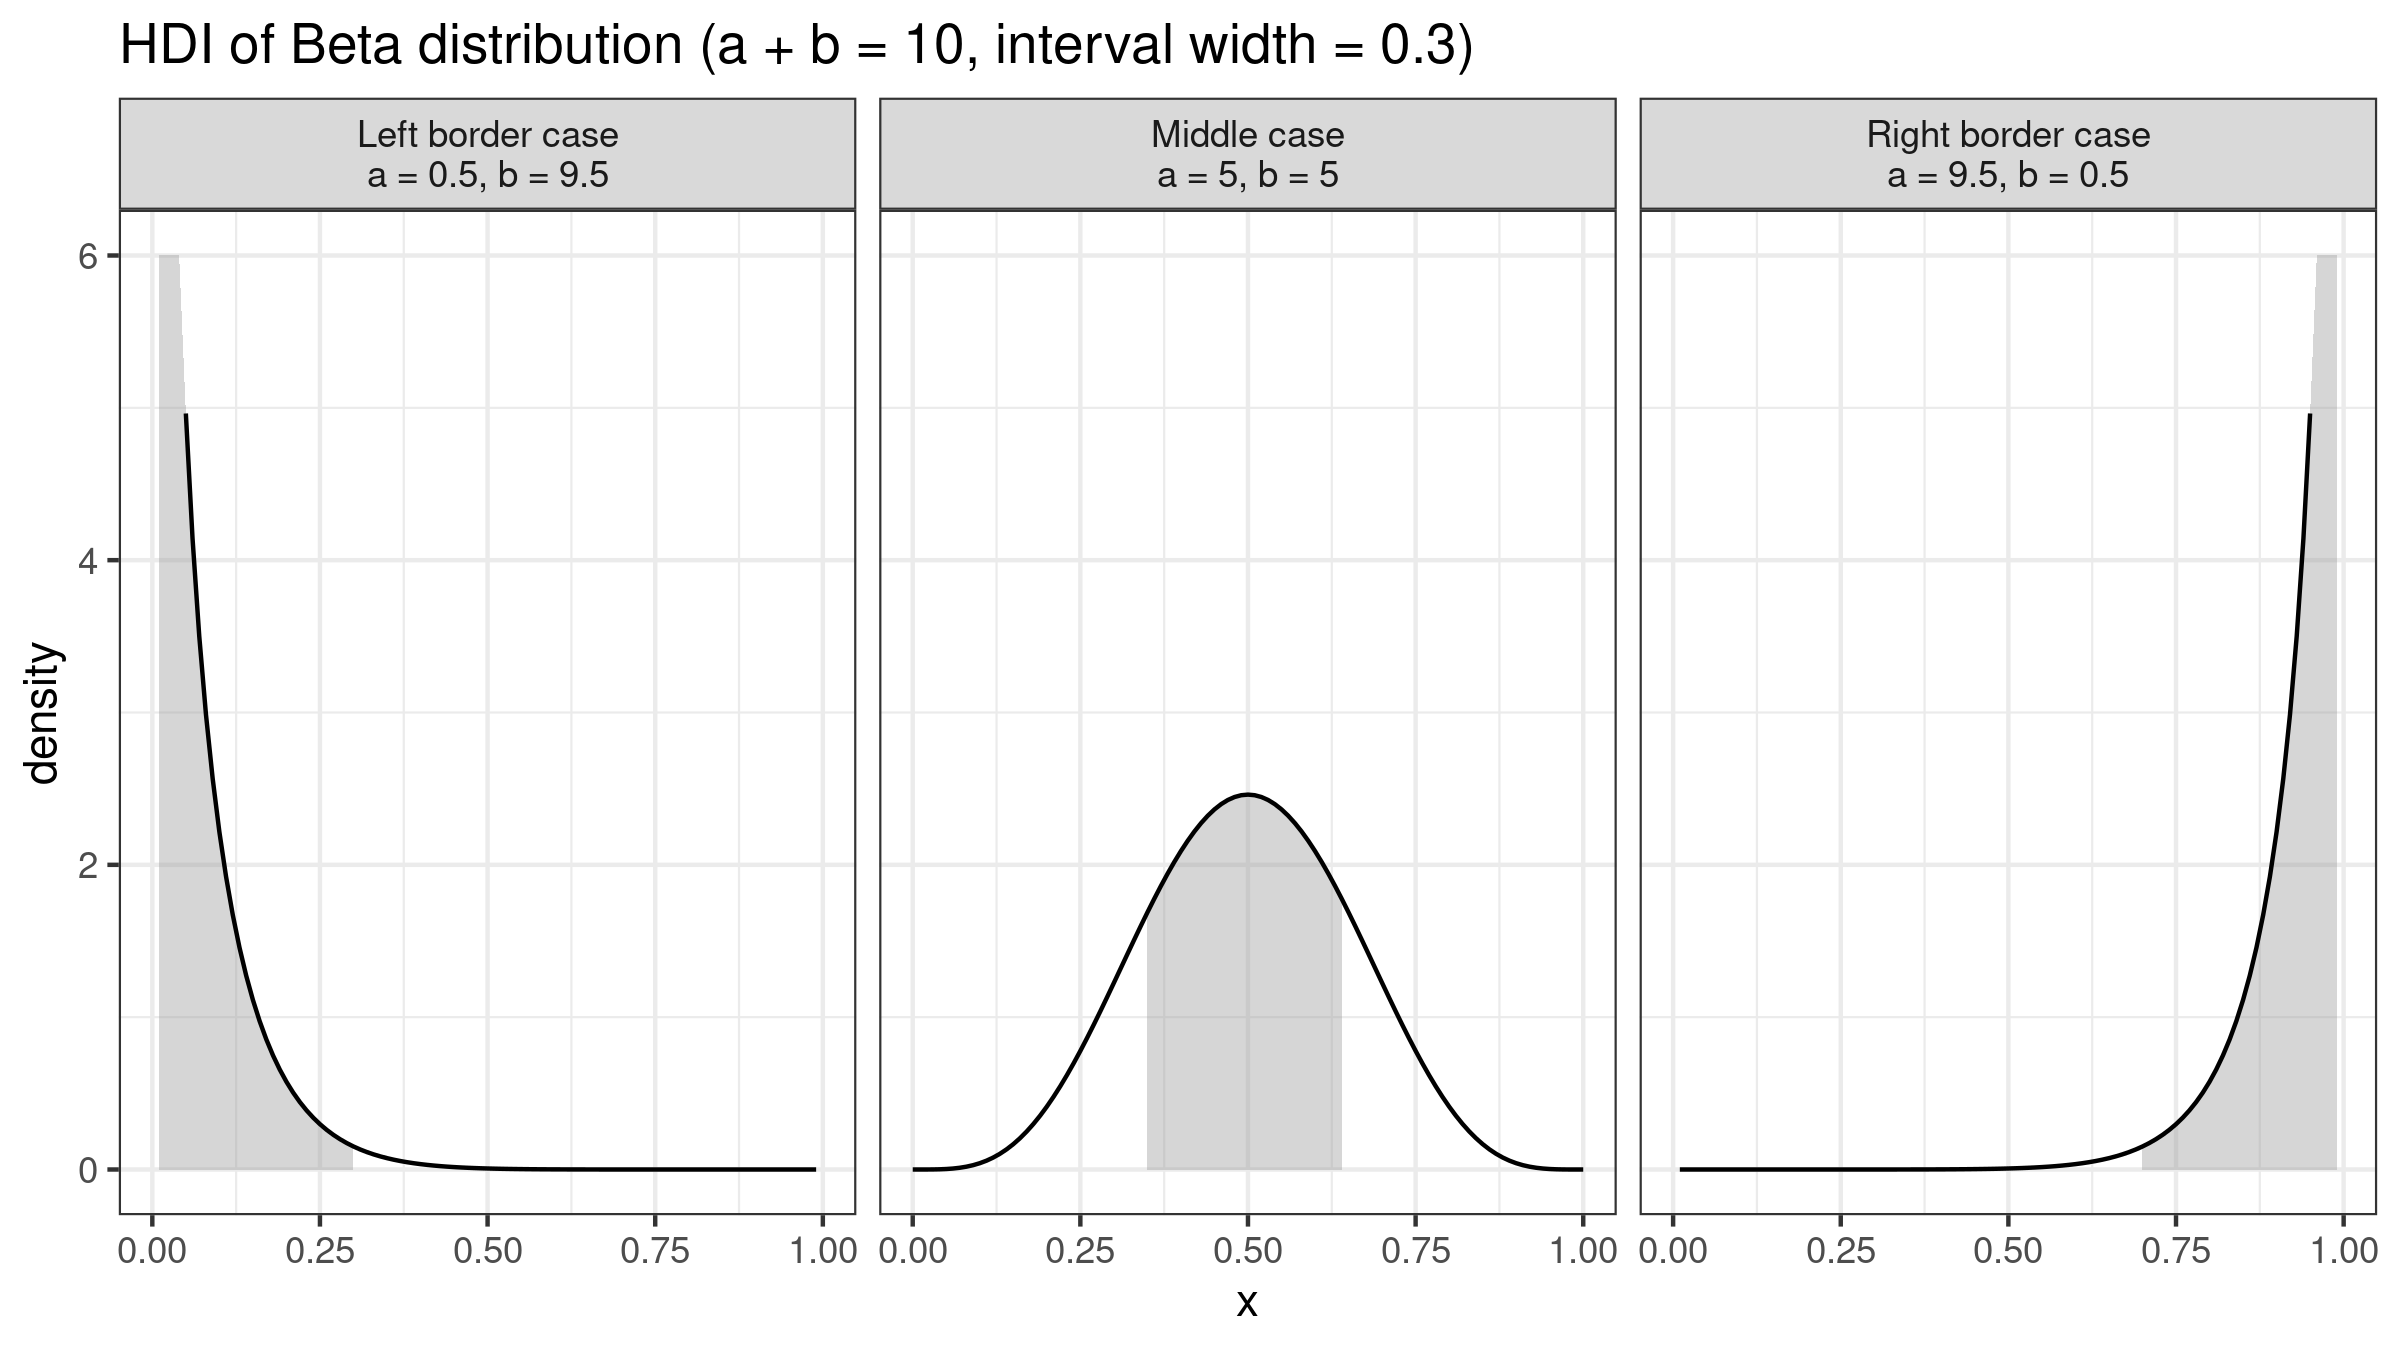 HDI of Beta distribution (a + b = 10, interval width = 0.3)
Left border case
a = 0.5, b = 9.5
Middle case
a = 5, b = 5
Right border case
a = 9.5, b = 0.5
density
6
4
2
0
0.00 0.25 0.50 0.75 1.00
0.00 0.25 0.50 0.75 1.00
0.00 0.25 0.50 0.75 1.00
x